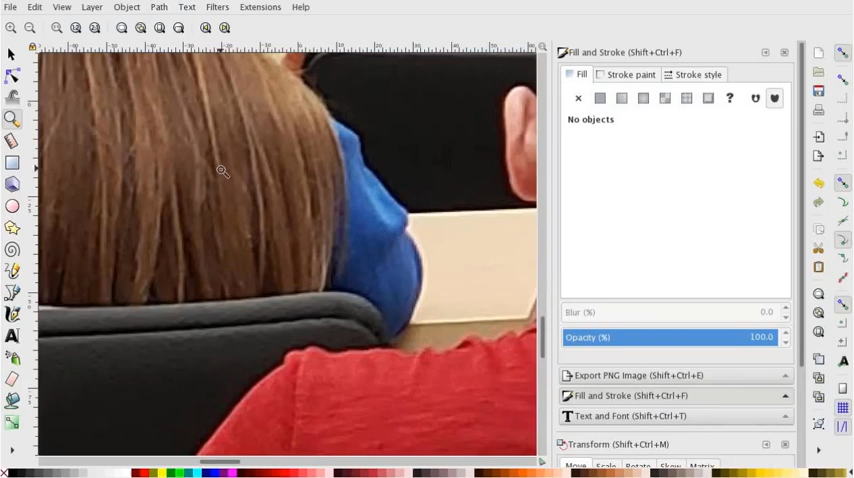 File Edit View Layer Object Path Text Filters Extensions Help
Fill and Stroke (Shift+Ctrl+F)
Fill Stroke paint Stroke style
?
No objects
Blur (%) 0.0
Opacity (%) 100.0
Export PNG Image (Shift+Ctrl+E)
Fill and Stroke (Shift+Ctrl+F)
Text and Font (Shift+Ctrl+T)
Transform (Shift+Ctrl+M)
Move Scale Rotate Skew Matrix